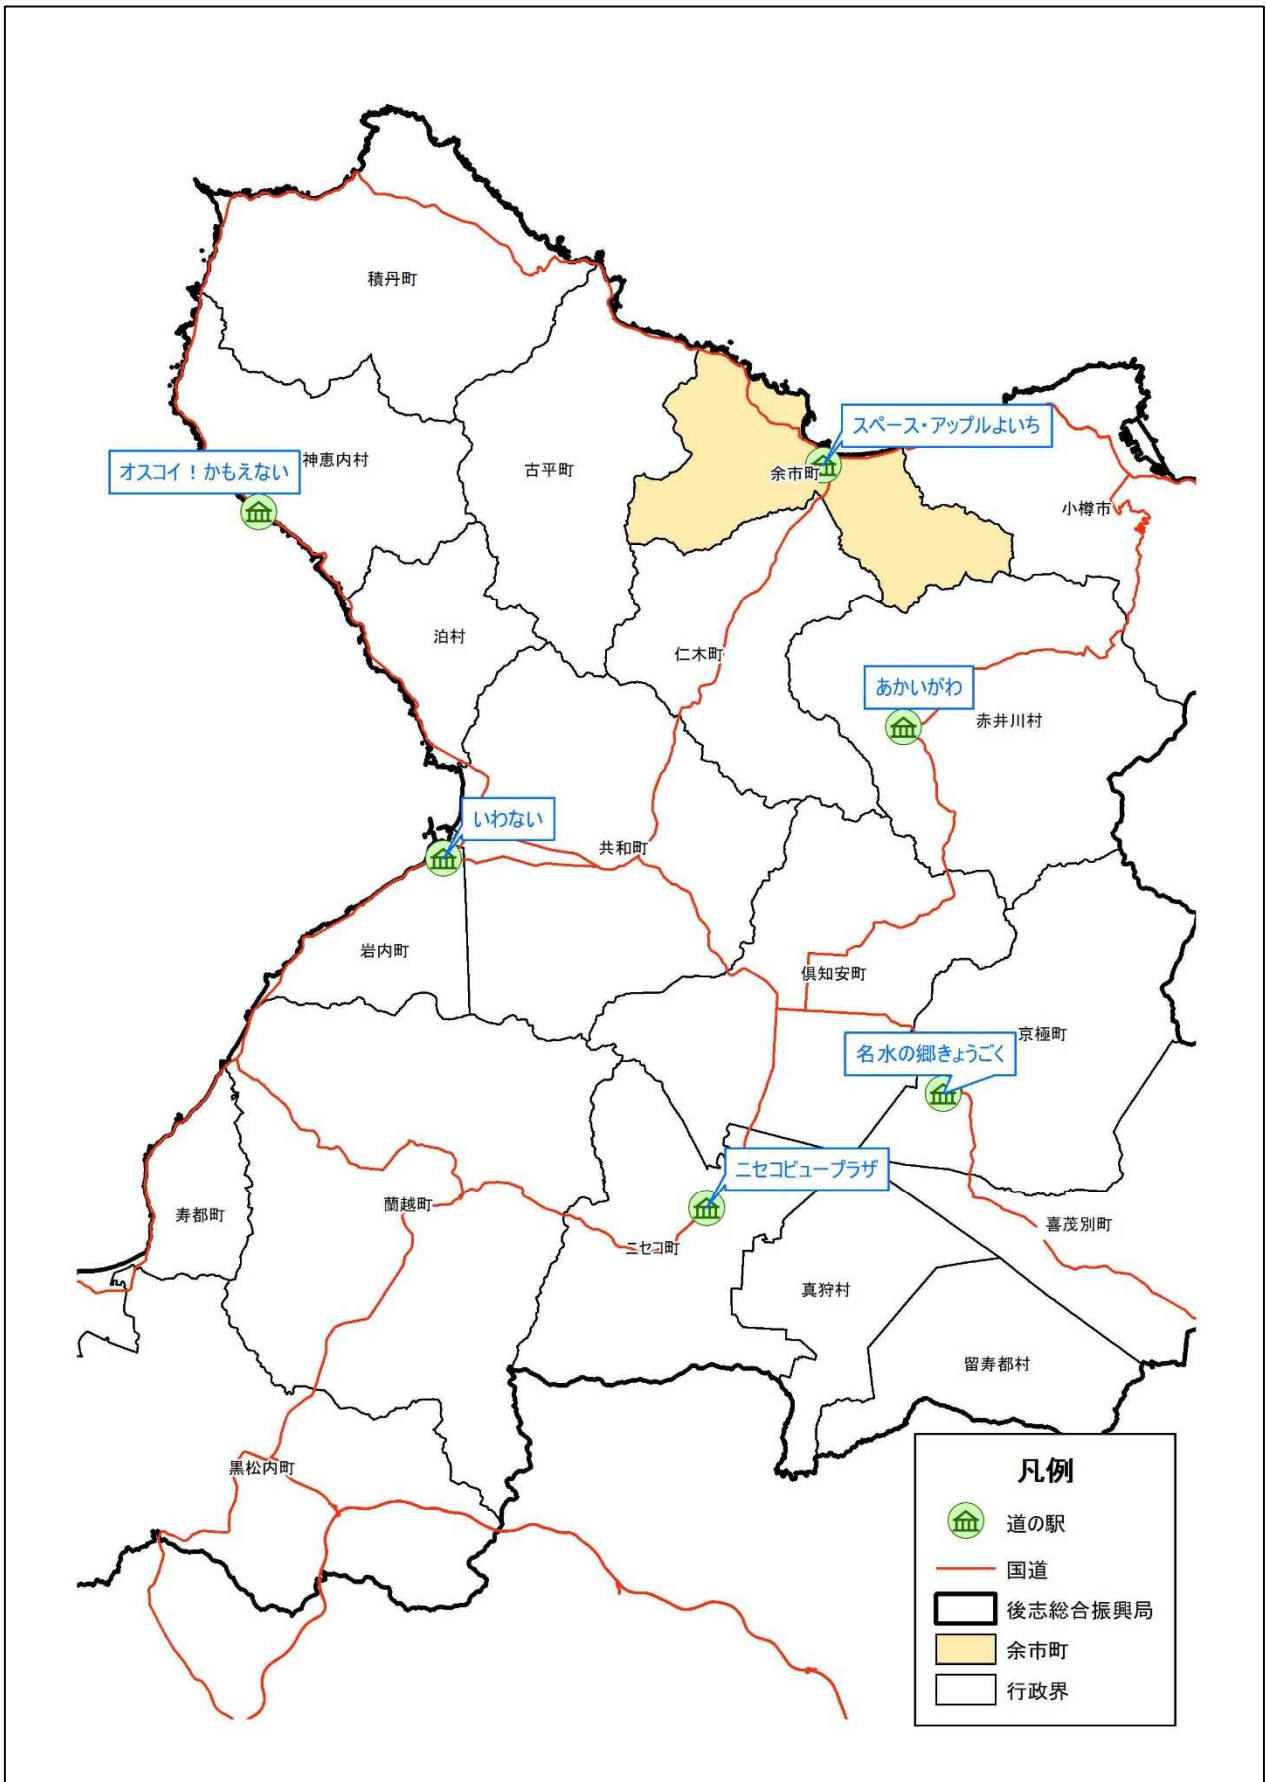 積丹町
スペース・アップルよいち
オスコイ！かもえない
神恵内村
古平町
余市町
小樽市
泊村
仁木町
あかいがわ
赤井川村
いわない
共和町
岩内町
倶知安町
京極町
名水の郷きょうごく
ニセコビュープラザ
寿都町
蘭越町
ニセコ町
喜茂別町
真狩村
留寿都村
黒松内町
凡例
道の駅
国道
後志総合振興局
余市町
行政界